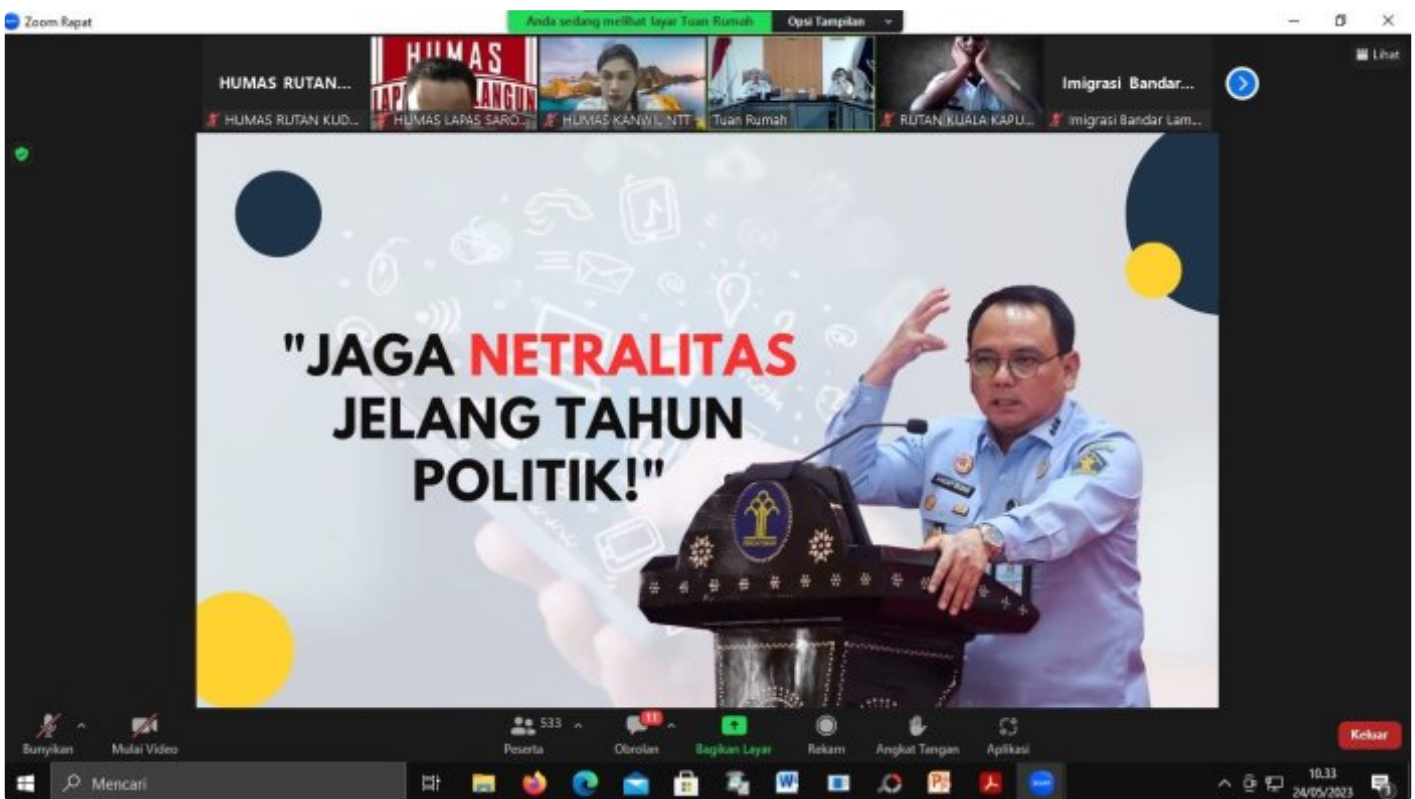 Zoom Rapat
Anda sedang melihat layar Tuan Rumah
Opsi Tampilan
Lihat
HUMAS RUTAN...
HUMAS
LANGUN
Imigrasi Bandar...
HUMAS RUTAN KUD...
HUMAS LAPAS SARO...
HUMAS KANWIL NTT
Tuan Rumah
RUTAN KUALA KAPU...
Imigrasi Bandar Lam...
"JAGA NETRALITAS
JELANG TAHUN
POLITIK!"
Bunyikan
Mulai Video
533
Peserta
11
Obrolan
Bagikan Layar
Rekam
Angkat Tangan
Aplikasi
Keluar
Mencari
10.33
24/05/2023